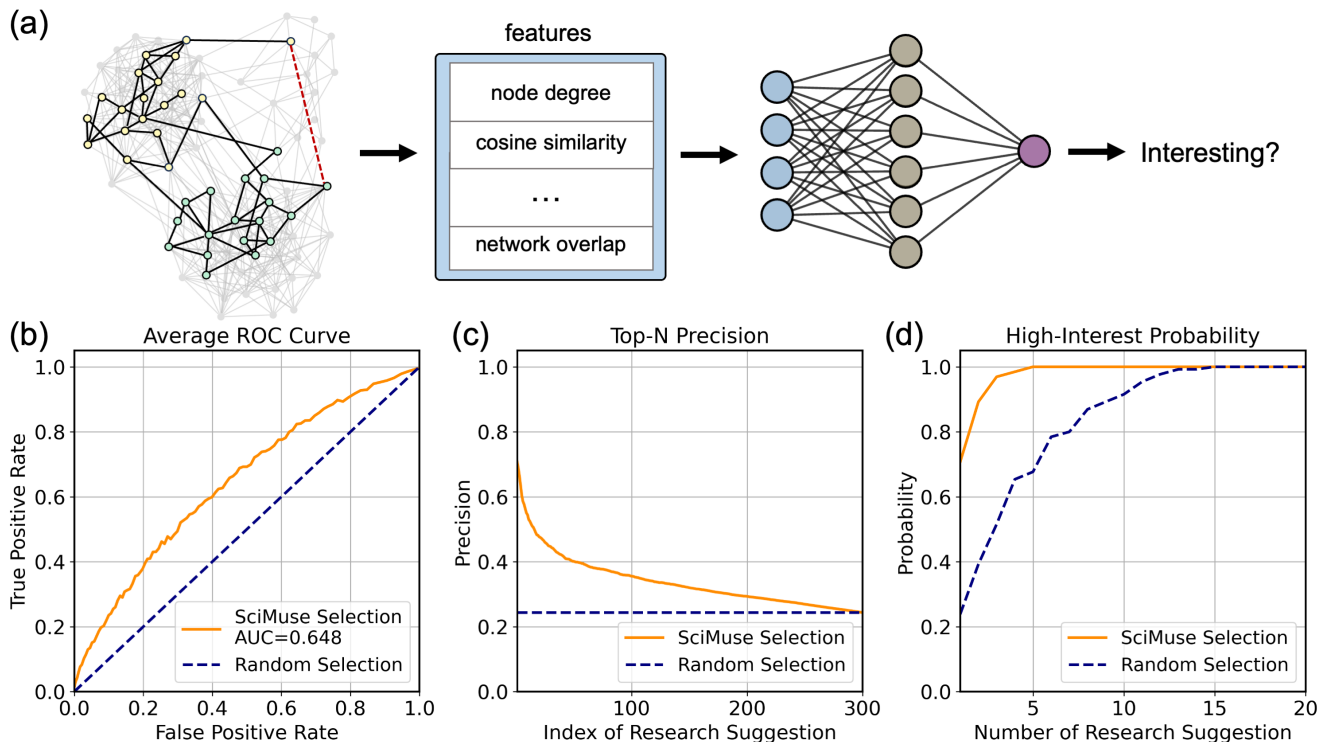 (a)
features
node degree
cosine similarity
...
network overlap
Interesting?
(b)
Average ROC Curve
True Positive Rate
1.0
0.8
0.6
0.4
0.2
0.0
SciMuse Selection
AUC=0.648
Random Selection
0.0 0.2 0.4 0.6 0.8 1.0
False Positive Rate
(c)
Top-N Precision
Precision
1.0
0.8
0.6
0.4
0.2
0.0
SciMuse Selection
Random Selection
100 200 300
Index of Research Suggestion
(d)
High-Interest Probability
Probability
1.0
0.8
0.6
0.4
0.2
0.0
SciMuse Selection
Random Selection
5 10 15 20
Number of Research Suggestion